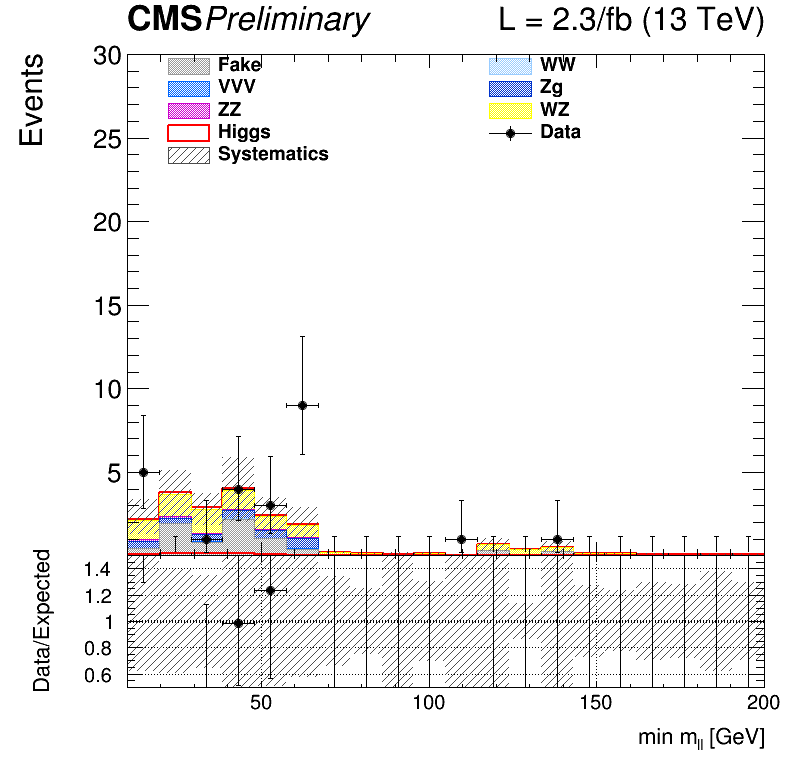 CMS Preliminary L = 2.3/fb (13 TeV)
Events
30
25
20
15
10
5
Fake
VVV
ZZ
Higgs
Systematics
WW
Zg
WZ
Data
Data/Expected
1.4
1.2
1
0.8
0.6
50 100 150 200
min m_ll [GeV]